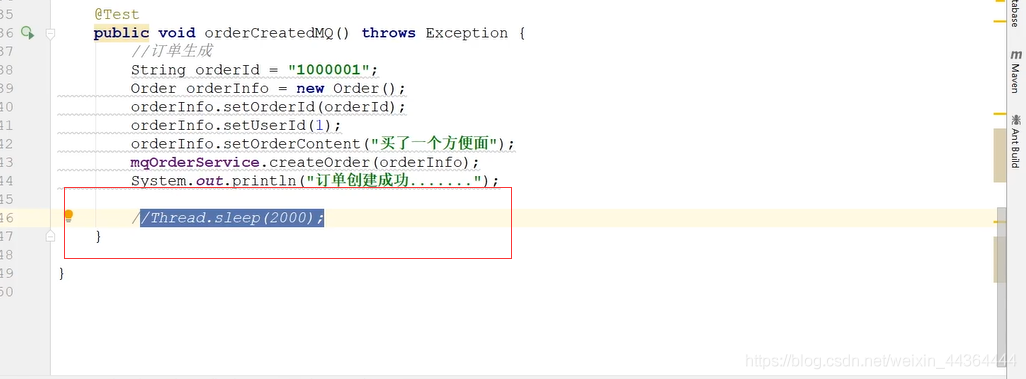 35 @Test
36 public void orderCreatedMQ() throws Exception {
37 //订单生成
38 String orderId = "1000001";
39 Order orderInfo = new Order();
40 orderInfo.setOrderId(orderId);
41 orderInfo.setUserId(1);
42 orderInfo.setOrderContent("买了一个方便面");
43 mqOrderService.createOrder(orderInfo);
44 System.out.println("订单创建成功.......");
45
46 //Thread.sleep(2000);
47 }
48
49 }
50
tabase
m Maven
Ant Build
https://blog.csdn.net/weixin_44364444